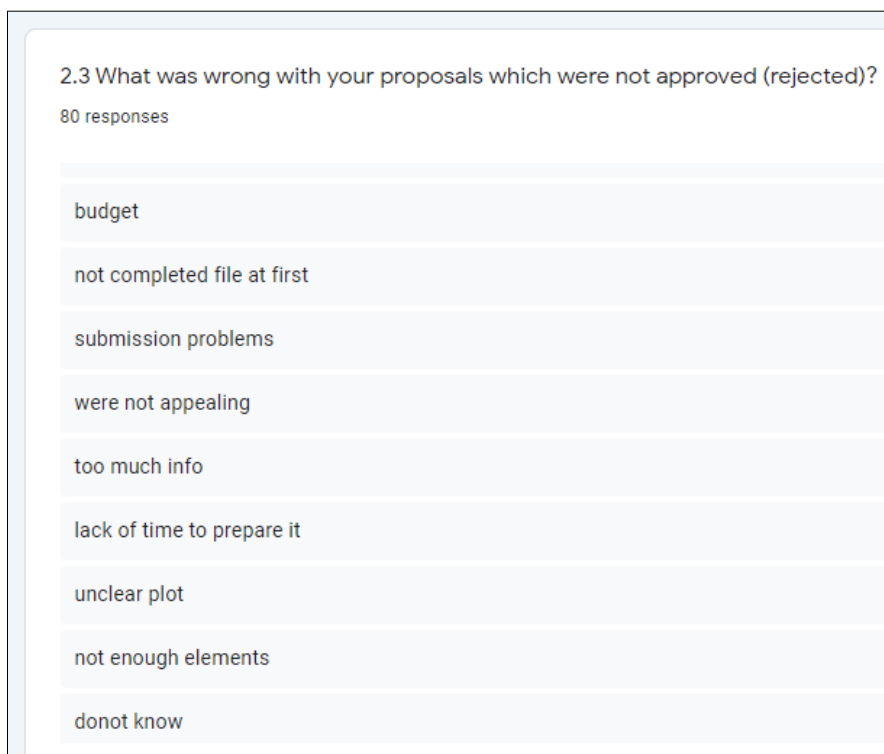 2.3 What was wrong with your proposals which were not approved (rejected)?
80 responses
budget
not completed file at first
submission problems
were not appealing
too much info
lack of time to prepare it
unclear plot
not enough elements
donot know